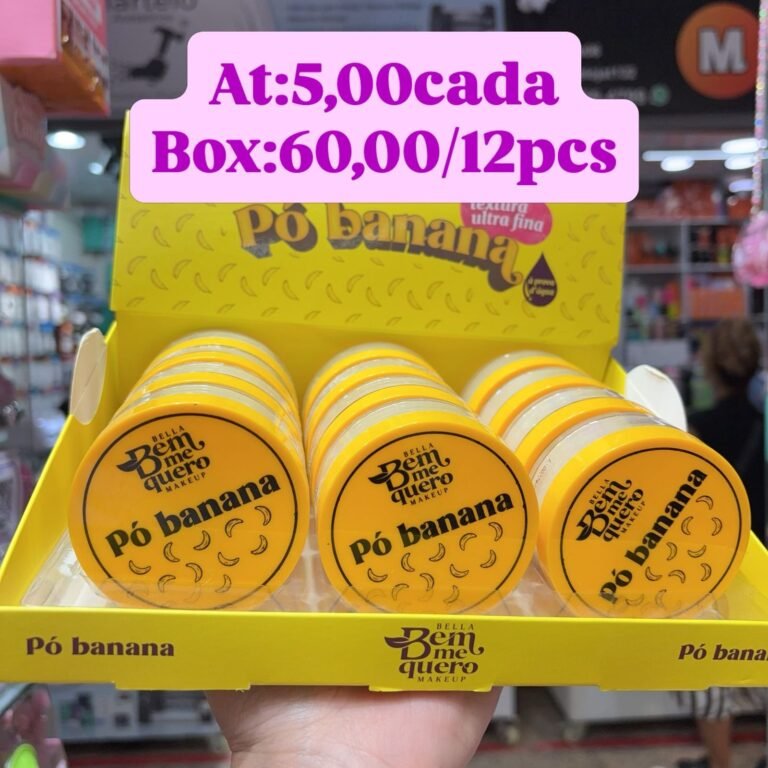 At:5,00cada
Box:60,00/12pcs
M
textura
ultra fina
Pó banana
BELLA
Bem
me
quero
MAKEUP
Pó banana
BELLA
Bem
me
quero
MAKEUP
Pó banana
BELLA
Bem
me
quero
MAKEUP
Pó banana
Pó banana
BELLA
Bem
me
quero
MAKEUP
Pó bana